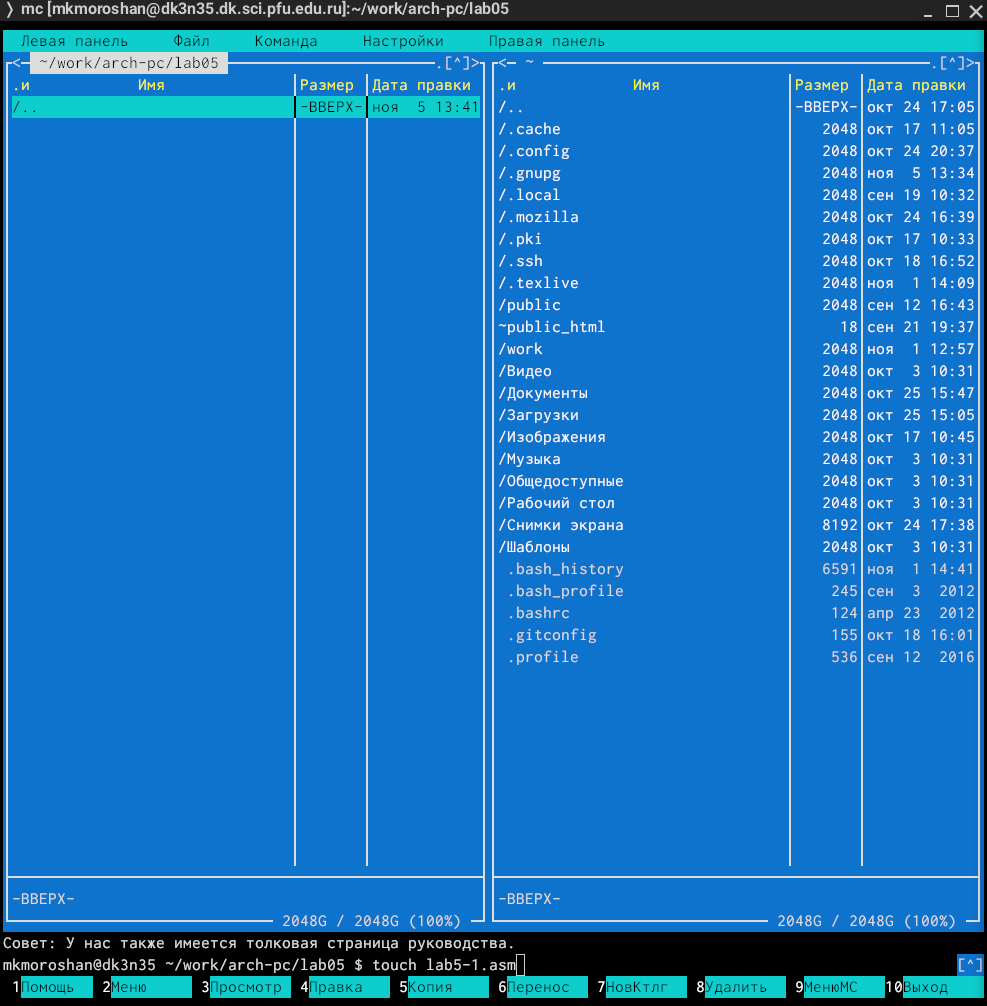 mc [mkmoroshan@dk3n35.dk.sci.pfu.edu.ru]:~/work/arch-pc/lab05
Левая панель Файл Команда Настройки Правая панель
<─ ~/work/arch-pc/lab05 .[^]>
.и Имя Размер Дата правки
/.. -ВВЕРХ- ноя 5 13:41
-ВВЕРХ-
2048G / 2048G (100%)
<─ ~ .[^]>
.и Имя Размер Дата правки
/.. -ВВЕРХ- окт 24 17:05
/.cache 2048 окт 17 11:05
/.config 2048 окт 24 20:37
/.gnupg 2048 ноя 5 13:34
/.local 2048 сен 19 10:32
/.mozilla 2048 окт 24 16:39
/.pki 2048 окт 17 10:33
/.ssh 2048 окт 18 16:52
/.texlive 2048 ноя 1 14:09
/public 2048 сен 12 16:43
~public_html 18 сен 21 19:37
/work 2048 ноя 1 12:57
/Видео 2048 окт 3 10:31
/Документы 2048 окт 25 15:47
/Загрузки 2048 окт 25 15:05
/Изображения 2048 окт 17 10:45
/Музыка 2048 окт 3 10:31
/Общедоступные 2048 окт 3 10:31
/Рабочий стол 2048 окт 3 10:31
/Снимки экрана 8192 окт 24 17:38
/Шаблоны 2048 окт 3 10:31
.bash_history 6591 ноя 1 14:41
.bash_profile 245 сен 3 2012
.bashrc 124 апр 23 2012
.gitconfig 155 окт 18 16:01
.profile 536 сен 12 2016
-ВВЕРХ-
2048G / 2048G (100%)
Совет: У нас также имеется толковая страница руководства.
mkmoroshan@dk3n35 ~/work/arch-pc/lab05 $ touch lab5-1.asm [^]
1Помощь 2Меню 3Просмотр 4Правка 5Копия 6Перенос 7НовКтлг 8Удалить 9МенюMC 10Выход